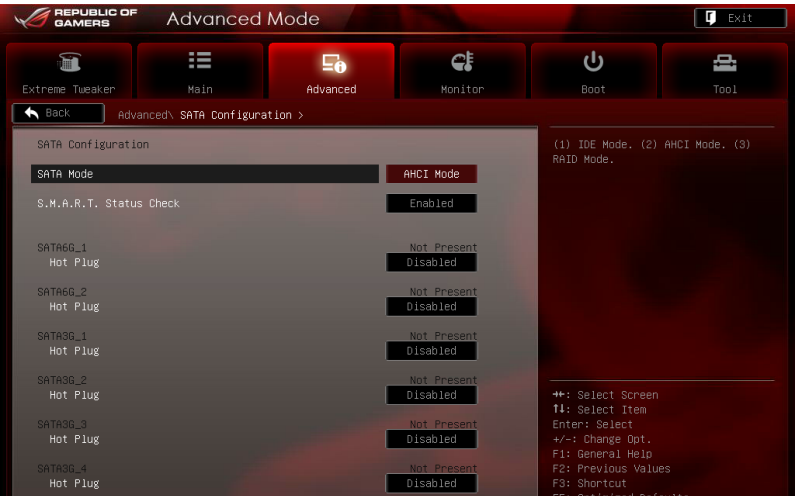 REPUBLIC OF
GAMERS
Advanced Mode
Exit
Extreme Tweaker
Main
Advanced
Monitor
Boot
Tool
Back
Advanced\ SATA Configuration >
SATA Configuration
SATA Mode
AHCI Mode
S.M.A.R.T. Status Check
Enabled
SATA6G_1
Not Present
Hot Plug
Disabled
SATA6G_2
Not Present
Hot Plug
Disabled
SATA3G_1
Not Present
Hot Plug
Disabled
SATA3G_2
Not Present
Hot Plug
Disabled
SATA3G_3
Not Present
Hot Plug
Disabled
SATA3G_4
Not Present
Hot Plug
Disabled
(1) IDE Mode. (2) AHCI Mode. (3)
RAID Mode.
→←: Select Screen
↑↓: Select Item
Enter: Select
+/-: Change Opt.
F1: General Help
F2: Previous Values
F3: Shortcut
F5: Optimized Defaults